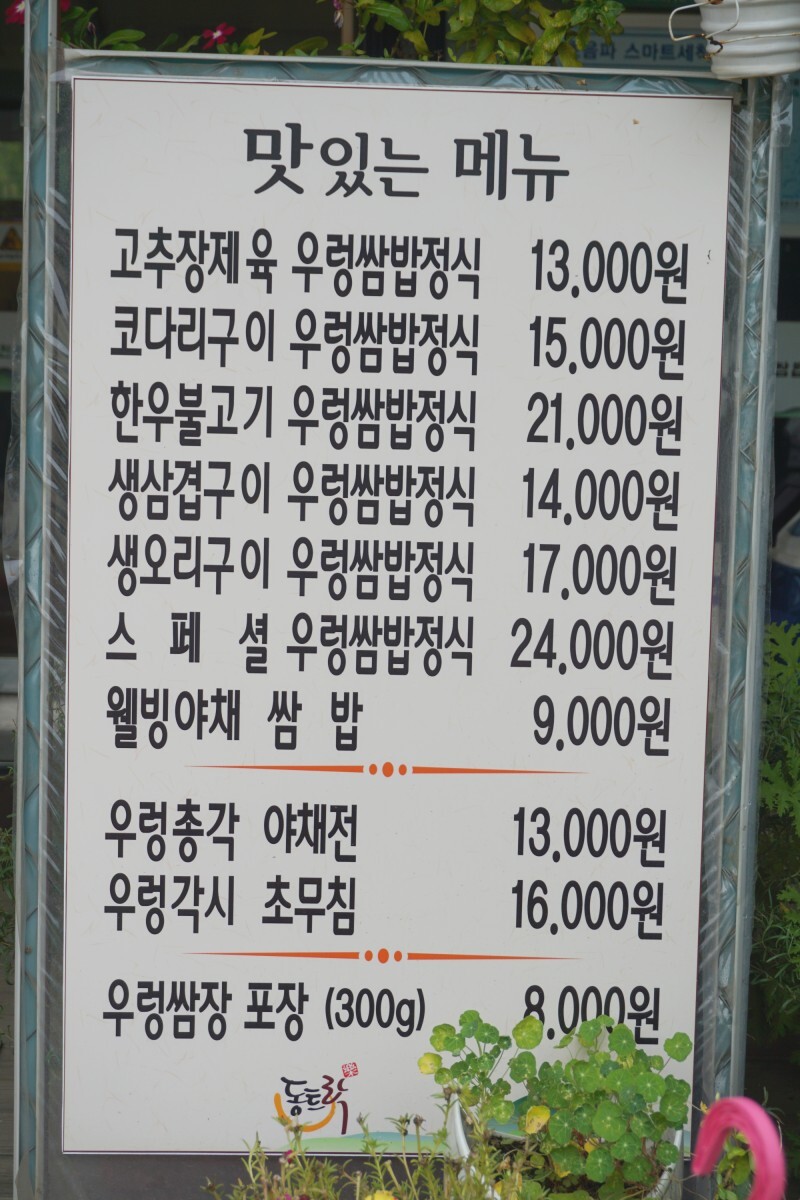 음파 스마트세척
맛있는 메뉴
고추장제육 우렁쌈밥정식 13,000원
코다리구이 우렁쌈밥정식 15,000원
한우불고기 우렁쌈밥정식 21,000원
생삼겹구이 우렁쌈밥정식 14,000원
생오리구이 우렁쌈밥정식 17,000원
스 페 셜 우렁쌈밥정식 24,000원
웰빙야채 쌈 밥 9,000원
우렁총각 야채전 13,000원
우렁각시 초무침 16,000원
우렁쌈장 포장 (300g) 8,000원
동트락